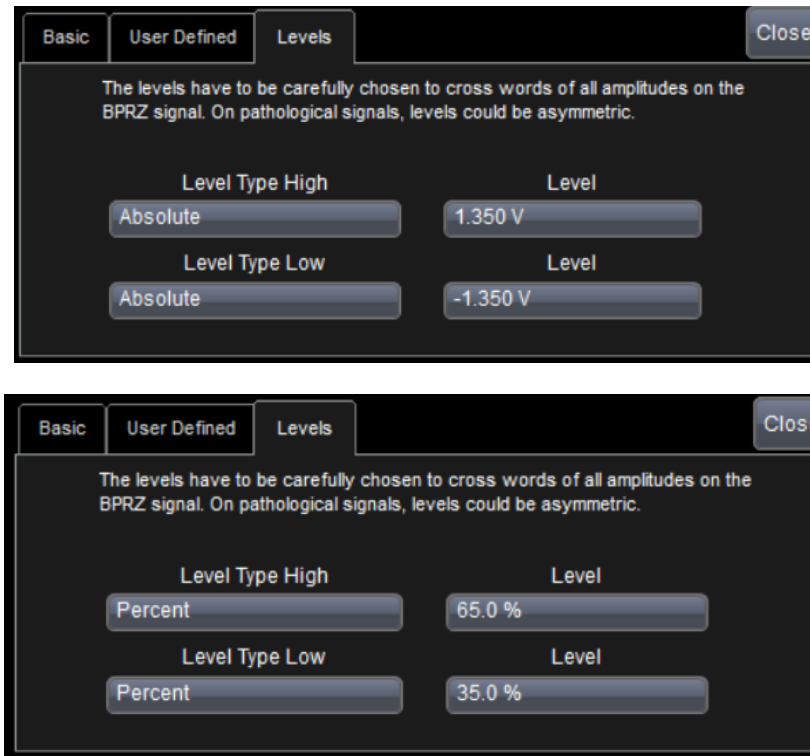 Basic User Defined Levels Close
The levels have to be carefully chosen to cross words of all amplitudes on the
BPRZ signal. On pathological signals, levels could be asymmetric.
Level Type High Level
Absolute 1.350 V
Level Type Low Level
Absolute -1.350 V
Basic User Defined Levels Clos
The levels have to be carefully chosen to cross words of all amplitudes on the
BPRZ signal. On pathological signals, levels could be asymmetric.
Level Type High Level
Percent 65.0 %
Level Type Low Level
Percent 35.0 %